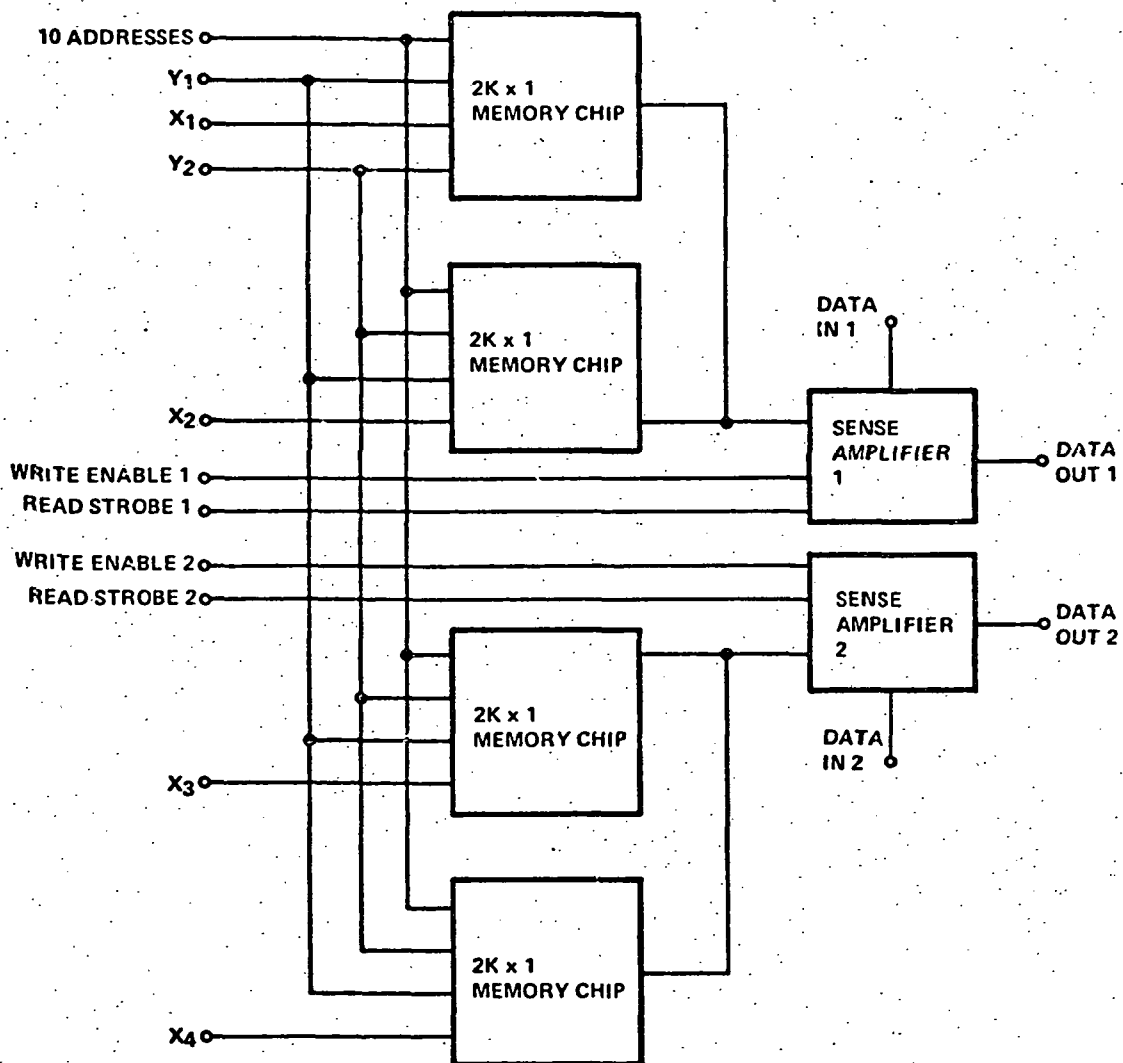 10 ADDRESSES
Y1
X1
Y2
2K x 1
MEMORY CHIP
2K x 1
MEMORY CHIP
X2
WRITE ENABLE 1
READ STROBE 1
DATA
IN 1
SENSE
AMPLIFIER
1
DATA
OUT 1
WRITE ENABLE 2
READ STROBE 2
SENSE
AMPLIFIER
2
DATA
OUT 2
DATA
IN 2
2K x 1
MEMORY CHIP
X3
2K x 1
MEMORY CHIP
X4